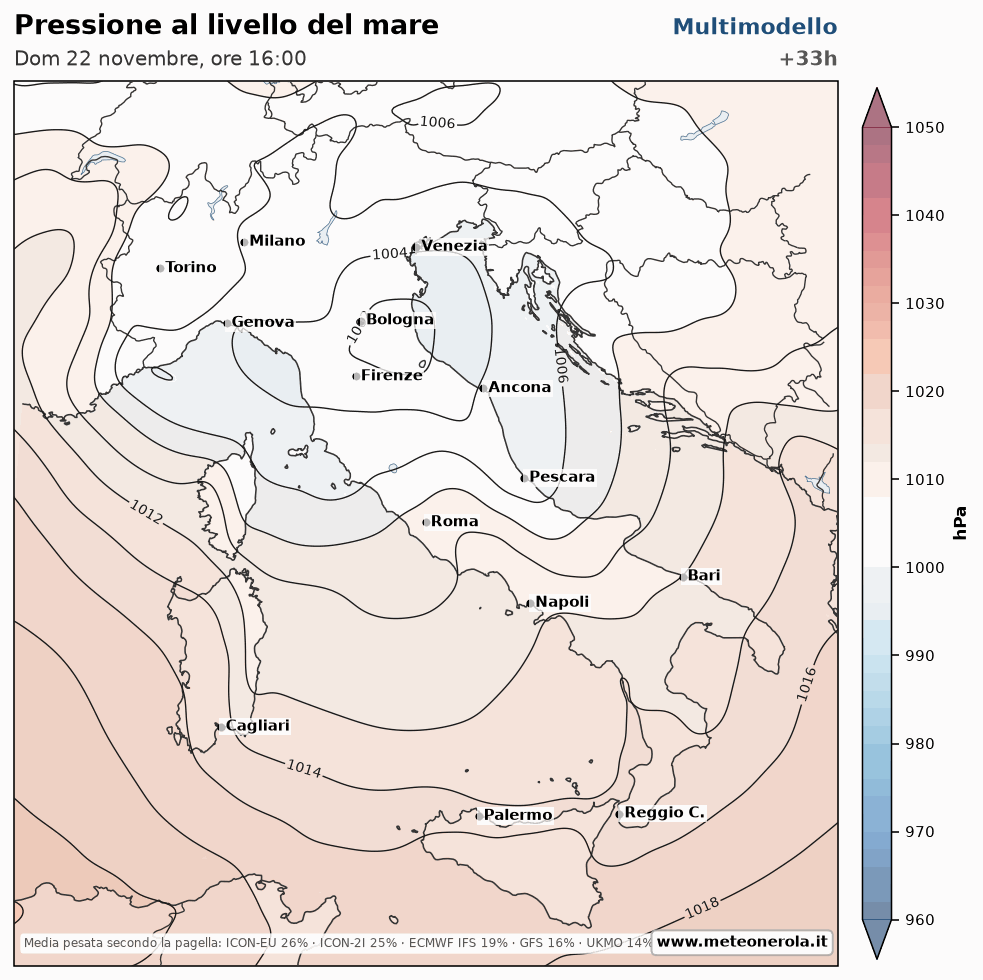 Pressione al livello del mare
Multimodello
Dom 22 novembre, ore 16:00
+33h
1006
1004
Venezia
Milano
Torino
Genova
Bologna
10
Firenze
1006
Ancona
Pescara
1012
Roma
Bari
Napoli
1016
Cagliari
1014
Palermo
Reggio C.
1018
Media pesata secondo la pagella: ICON-EU 26% · ICON-2I 25% · ECMWF IFS 19% · GFS 16% · UKMO 14%
www.meteonerola.it
1050
1040
1030
1020
1010
1000
990
980
970
960
hPa